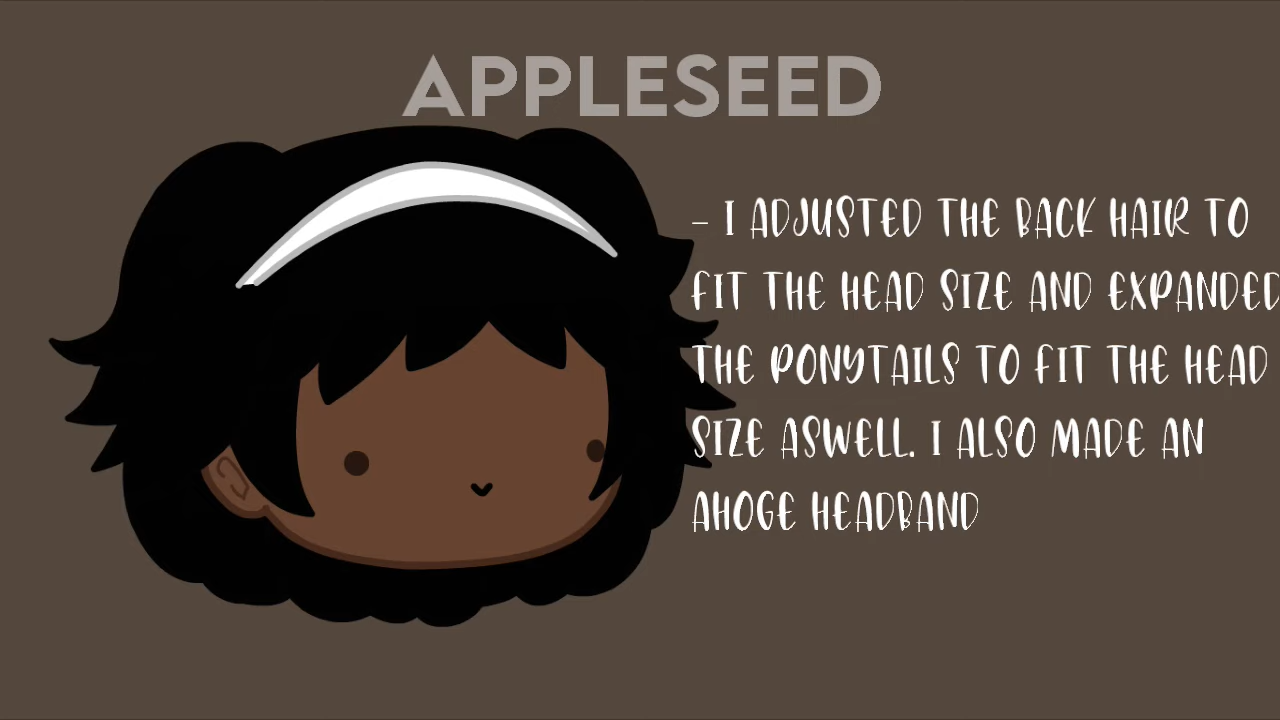 APPLESEED
- I ADJUSTED THE BACK HAIR TO
FIT THE HEAD SIZE AND EXPANDED
THE PONYTAILS TO FIT THE HEAD
SIZE ASWELL. I ALSO MADE AN
AHOGE HEADBAND